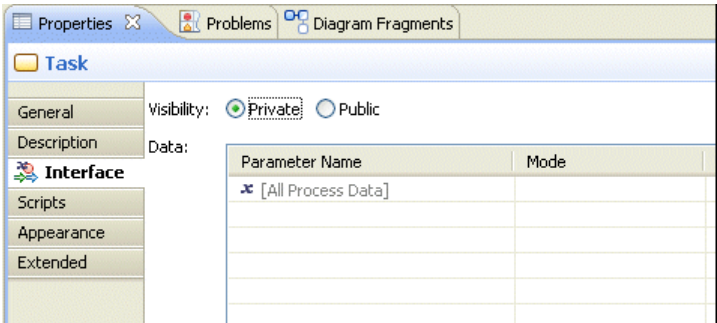 Properties Problems Diagram Fragments
Task
General
Description
Interface
Scripts
Appearance
Extended
Visibility: Private Public
Data:
Parameter Name Mode
x [All Process Data]